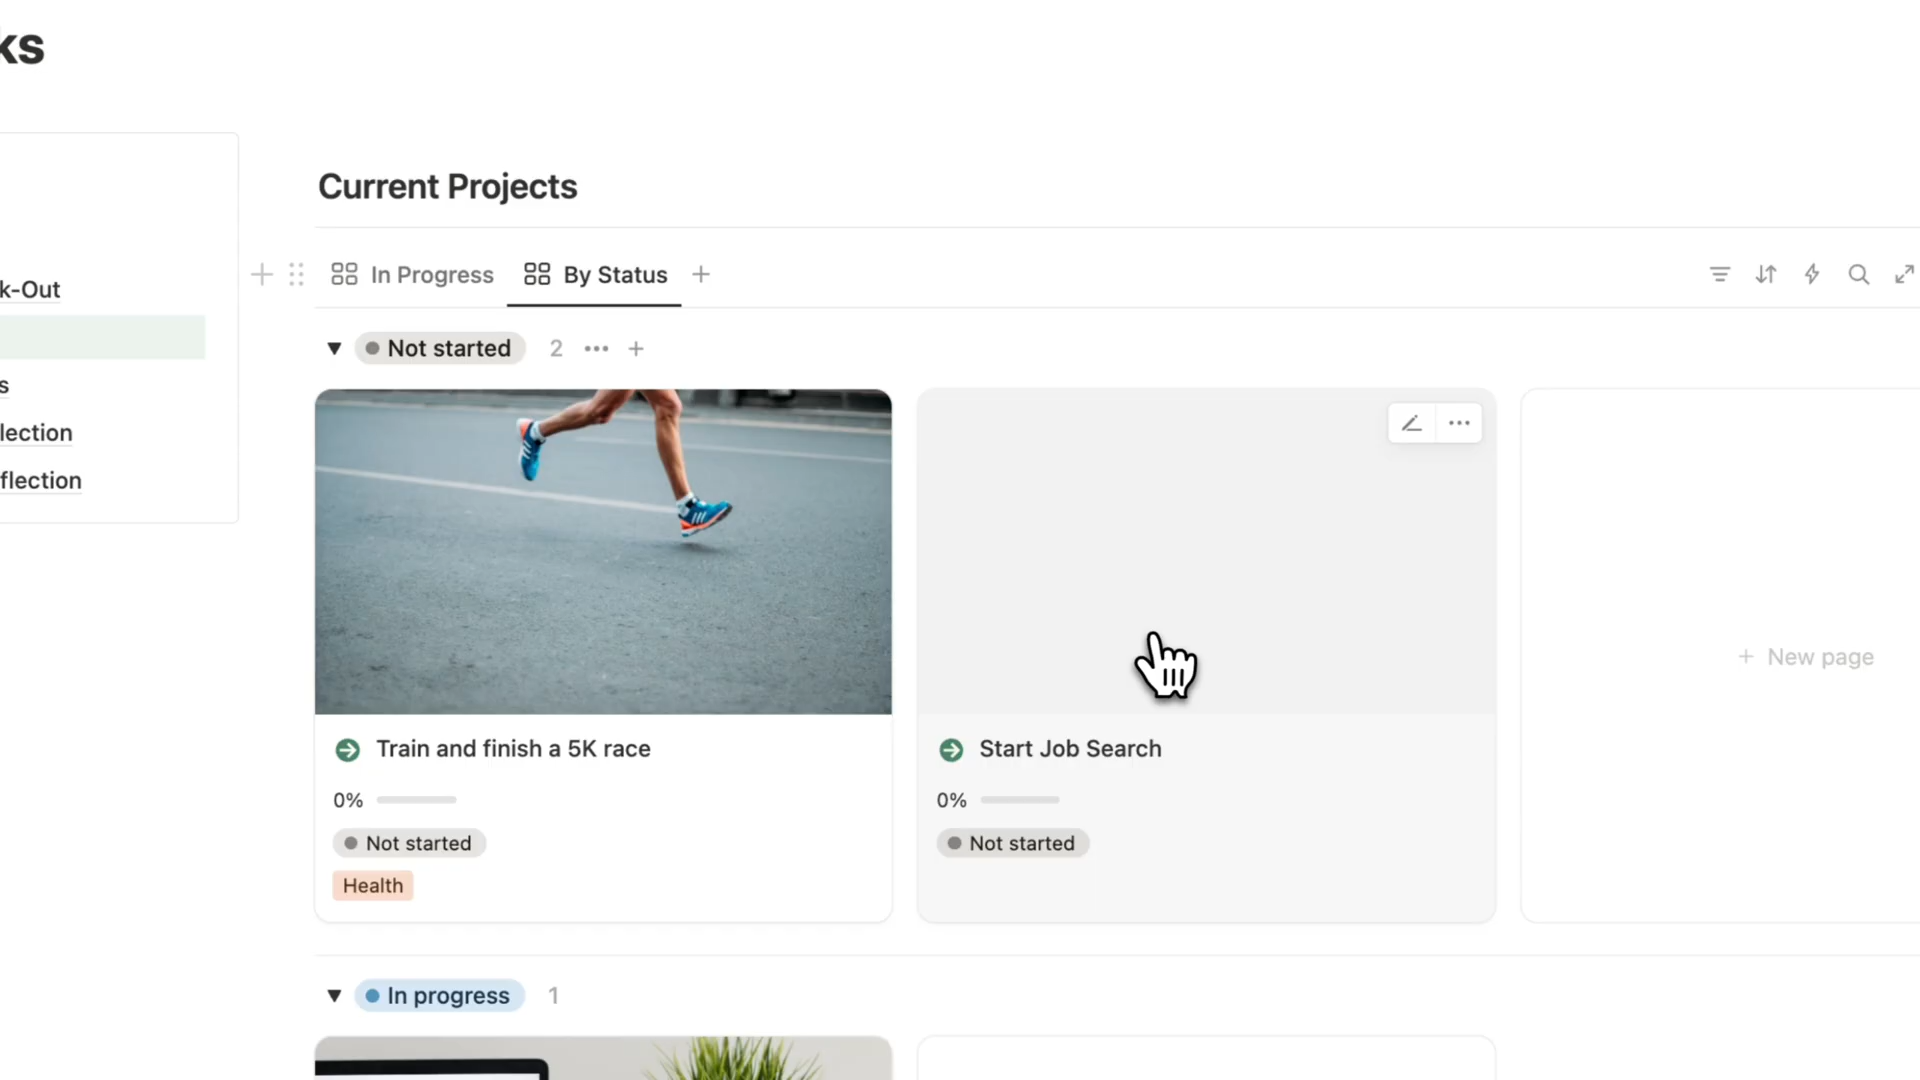 ks
Current Projects
k-Out
In Progress
By Status
Not started 2
s
lection
flection
New page
Train and finish a 5K race
0%
Not started
Health
Start Job Search
0%
Not started
In progress 1